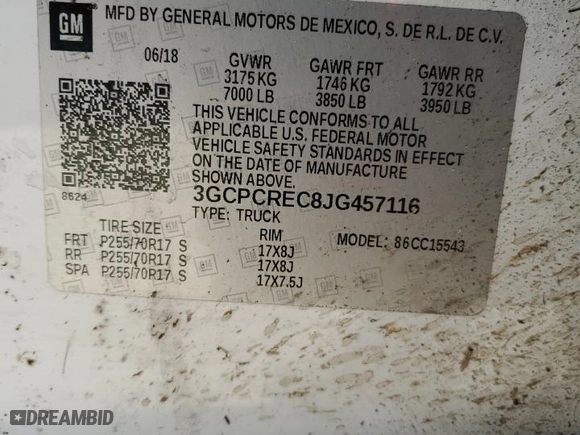 GM
MFD BY GENERAL MOTORS DE MEXICO, S. DE R.L. DE C.V.
06/18 GVWR GAWR FRT GAWR RR
3175 KG 1746 KG 1792 KG
7000 LB 3850 LB 3950 LB
THIS VEHICLE CONFORMS TO ALL
APPLICABLE U.S. FEDERAL MOTOR
VEHICLE SAFETY STANDARDS IN EFFECT
ON THE DATE OF MANUFACTURE
SHOWN ABOVE.
8624
3GCPCREC8JG457116
TYPE: TRUCK
TIRE SIZE RIM MODEL: 86CC15543
FRT P255/70R17 S 17X8J
RR P255/70R17 S 17X8J
SPA P255/70R17 S 17X7.5J
DREAMBID